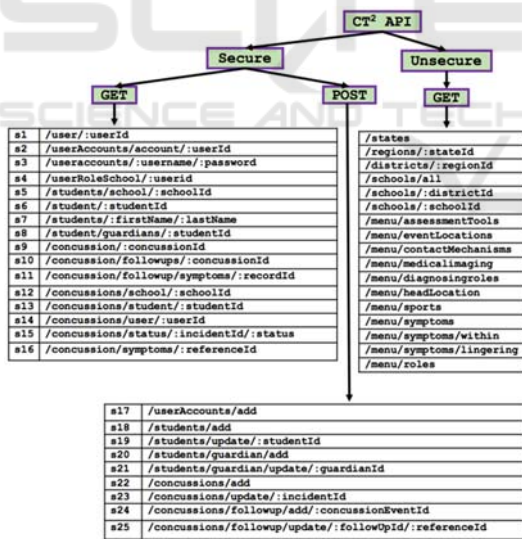 CT² API
Secure
Unsecure
GET
POST
GET
SCIENCE AND TECH
s1 /user/:userId
s2 /userAccounts/account/:userId
s3 /useraccounts/:username/:password
s4 /userRoleSchool/:userid
s5 /students/school/:schoolId
s6 /student/:studentId
s7 /students/:firstName/:lastName
s8 /student/guardians/:studentId
s9 /concussion/:concussionId
s10 /concussion/followups/:concussionId
s11 /concussion/followup/symptoms/:recordId
s12 /concussions/school/:schoolId
s13 /concussions/student/:studentId
s14 /concussions/user/:userId
s15 /concussions/status/:incidentId/:status
s16 /concussion/symptoms/:referenceId
/states
/regions/:stateId
/districts/:regionId
/schools/all
/schools/:districtId
/schools/:schoolId
/menu/assessmentTools
/menu/eventLocations
/menu/contactMechanisms
/menu/medicalimaging
/menu/diagnosingroles
/menu/headLocation
/menu/sports
/menu/symptoms
/menu/symptoms/within
/menu/symptoms/lingering
/menu/roles
s17 /userAccounts/add
s18 /students/add
s19 /students/update/:studentId
s20 /students/guardian/add
s21 /students/guardian/update/:guardianId
s22 /concussions/add
s23 /concussions/update/:incidentId
s24 /concussions/followup/add/:concussionEventId
s25 /concussions/followup/update/:followUpId/:referenceId